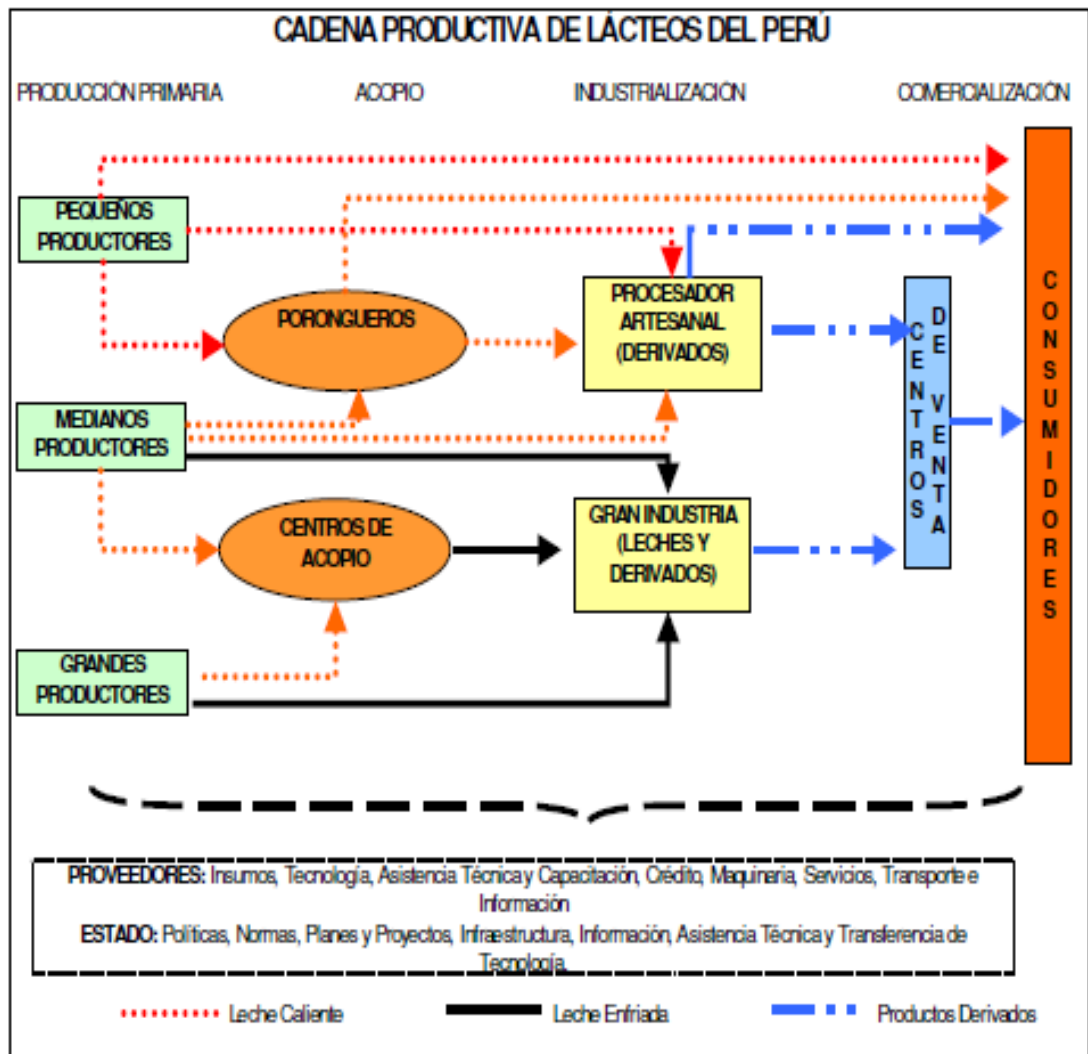 CADENA PRODUCTIVA DE LÁCTEOS DEL PERÚ
PRODUCCIÓN PRIMARIA
ACOPIO
INDUSTRIALIZACIÓN
COMERCIALIZACIÓN
PEQUEÑOS
PRODUCTORES
PORONGUEROS
PROCESADOR
ARTESANAL
(DERIVADOS)
MEDIANOS
PRODUCTORES
CENTROS DE
ACOPIO
GRAN INDUSTRIA
(LECHES Y
DERIVADOS)
GRANDES
PRODUCTORES
CENTROS
DE VENTA
CONSUMIDORES
PROVEEDORES: Insumos, Tecnología, Asistencia Técnica y Capacitación, Crédito, Maquinaria, Servicios, Transporte e
Información
ESTADO: Políticas, Normas, Planes y Proyectos, Infraestructura, Información, Asistencia Técnica y Transferencia de
Tecnología.
Leche Caliente
Leche Enfriada
Productos Derivados